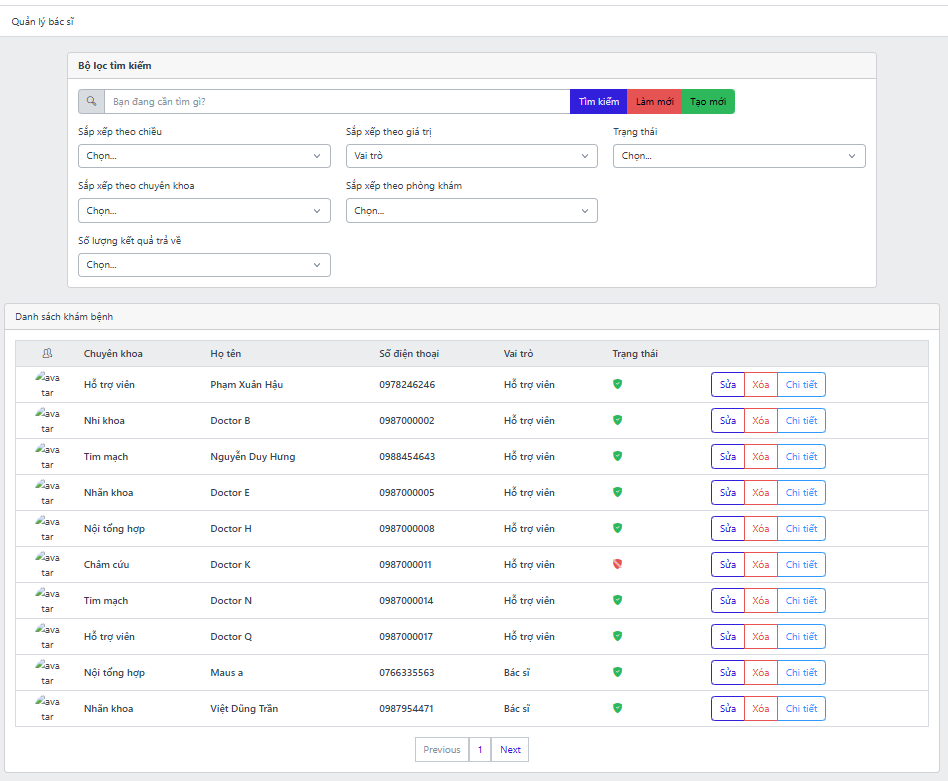 Quản lý bác sĩ
Bộ lọc tìm kiếm
Bạn đang cần tìm gì? Tìm kiếm Làm mới Tạo mới
Sắp xếp theo chiều Sắp xếp theo giá trị Trạng thái
Chọn... Vai trò Chọn...
Sắp xếp theo chuyên khoa Sắp xếp theo phòng khám
Chọn... Chọn...
Số lượng kết quả trả về
Chọn...
Danh sách khám bệnh
Chuyên khoa Họ tên Số điện thoại Vai trò Trạng thái
avatar Hỗ trợ viên Phạm Xuân Hậu 0978246246 Hỗ trợ viên Sửa Xóa Chi tiết
avatar Nhi khoa Doctor B 0987000002 Hỗ trợ viên Sửa Xóa Chi tiết
avatar Tim mạch Nguyễn Duy Hưng 0988454643 Hỗ trợ viên Sửa Xóa Chi tiết
avatar Nhãn khoa Doctor E 0987000005 Hỗ trợ viên Sửa Xóa Chi tiết
avatar Nội tổng hợp Doctor H 0987000008 Hỗ trợ viên Sửa Xóa Chi tiết
avatar Châm cứu Doctor K 0987000011 Hỗ trợ viên Sửa Xóa Chi tiết
avatar Tim mạch Doctor N 0987000014 Hỗ trợ viên Sửa Xóa Chi tiết
avatar Hỗ trợ viên Doctor Q 0987000017 Hỗ trợ viên Sửa Xóa Chi tiết
avatar Nội tổng hợp Maus a 0766335563 Bác sĩ Sửa Xóa Chi tiết
avatar Nhãn khoa Việt Dũng Trần 0987954471 Bác sĩ Sửa Xóa Chi tiết
Previous 1 Next